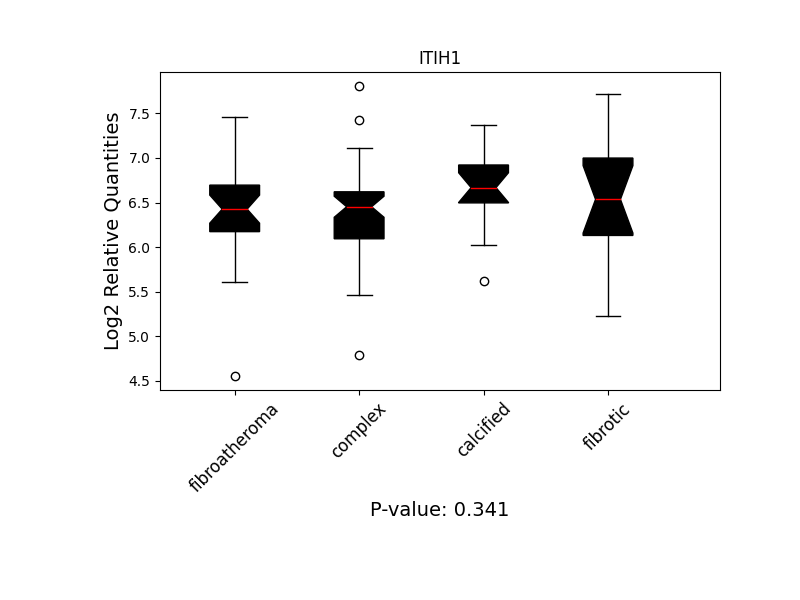 ITIH1
Log2 Relative Quantities
7.5
7.0
6.5
6.0
5.5
5.0
4.5
fibroatheroma
complex
calcified
fibrotic
P-value: 0.341